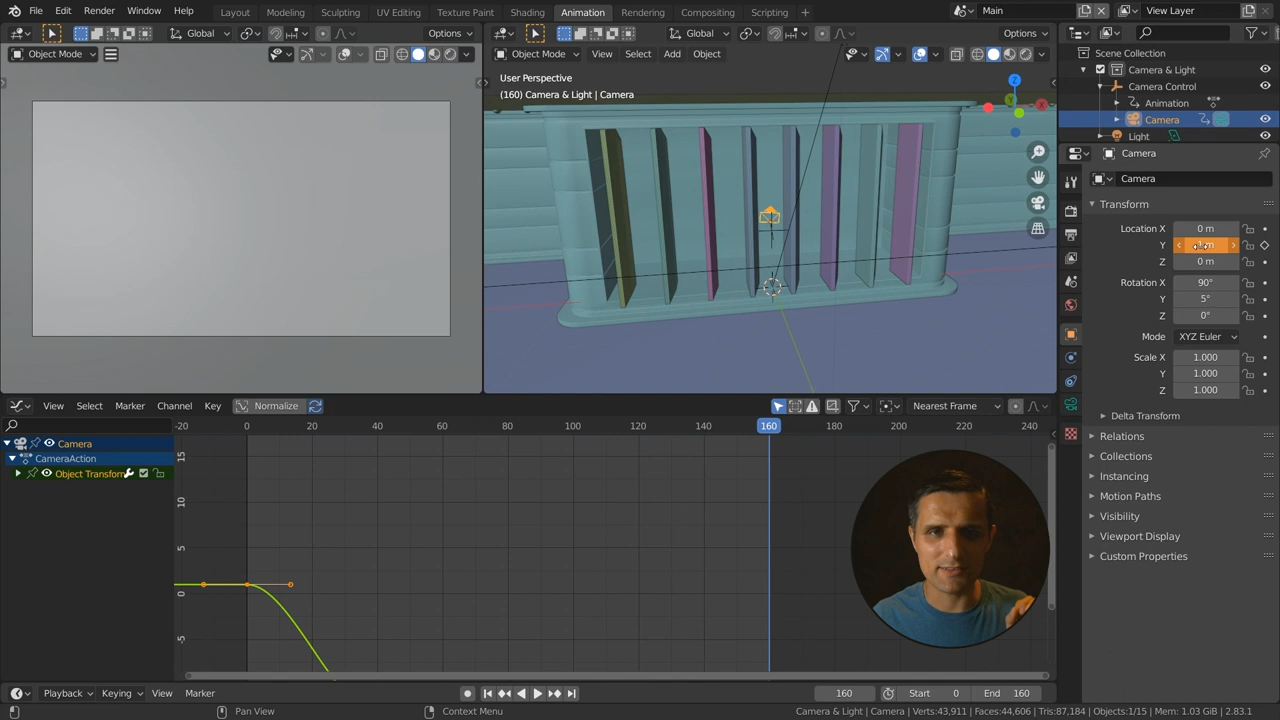 File Edit Render Window Help Layout Modeling Sculpting UV Editing Texture Paint Shading Animation Rendering Compositing Scripting + Main View Layer
Global Options Global Options
Object Mode Object Mode View Select Add Object
User Perspective
(160) Camera & Light | Camera
Z
X
Scene Collection
Camera & Light
Camera Control
Animation
Camera
Light
Camera
Camera
Transform
Location X 0 m
Y
Z 0 m
Rotation X 90°
Y 5°
Z 0°
Mode XYZ Euler
Scale X 1.000
Y 1.000
Z 1.000
Delta Transform
Relations
Collections
Instancing
Motion Paths
Visibility
Viewport Display
Custom Properties
View Select Marker Channel Key Normalize Nearest Frame
-20 0 20 40 60 80 100 120 140 160 180 200 220 240
Camera
CameraAction
Object Transform
15
10
5
0
-5
Playback Keying View Marker 160 Start 0 End 160
Pan View Context Menu Camera & Light | Camera | Verts:43,911 | Faces:44,606 | Tris:87,184 | Objects:1/15 | Mem: 1.03 GiB | 2.83.1